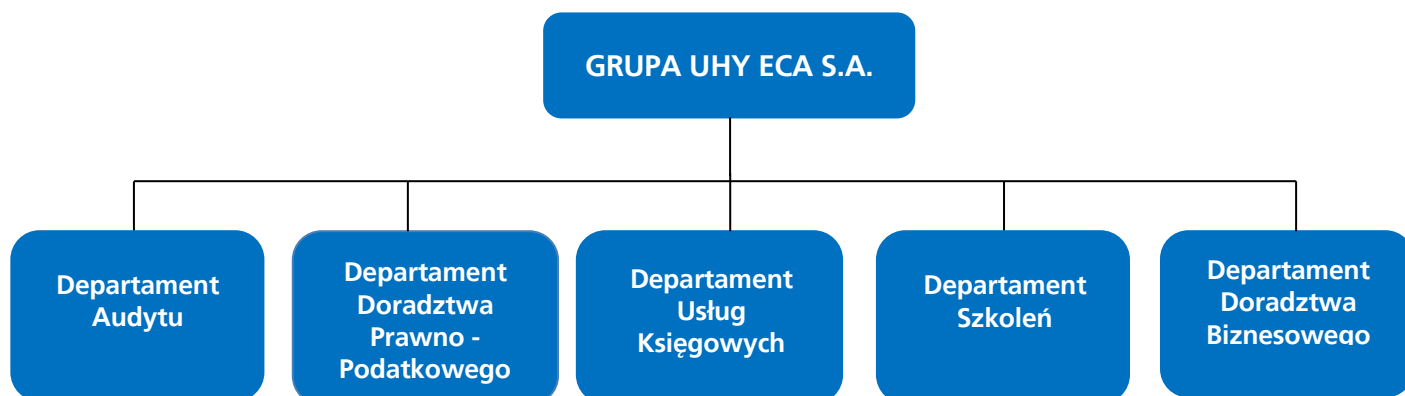 GRUPA UHY ECA S.A.
Departament
Audytu
Departament
Doradztwa
Prawno -
Podatkowego
Departament
Usług
Księgowych
Departament
Szkoleń
Departament
Doradztwa
Biznesowego